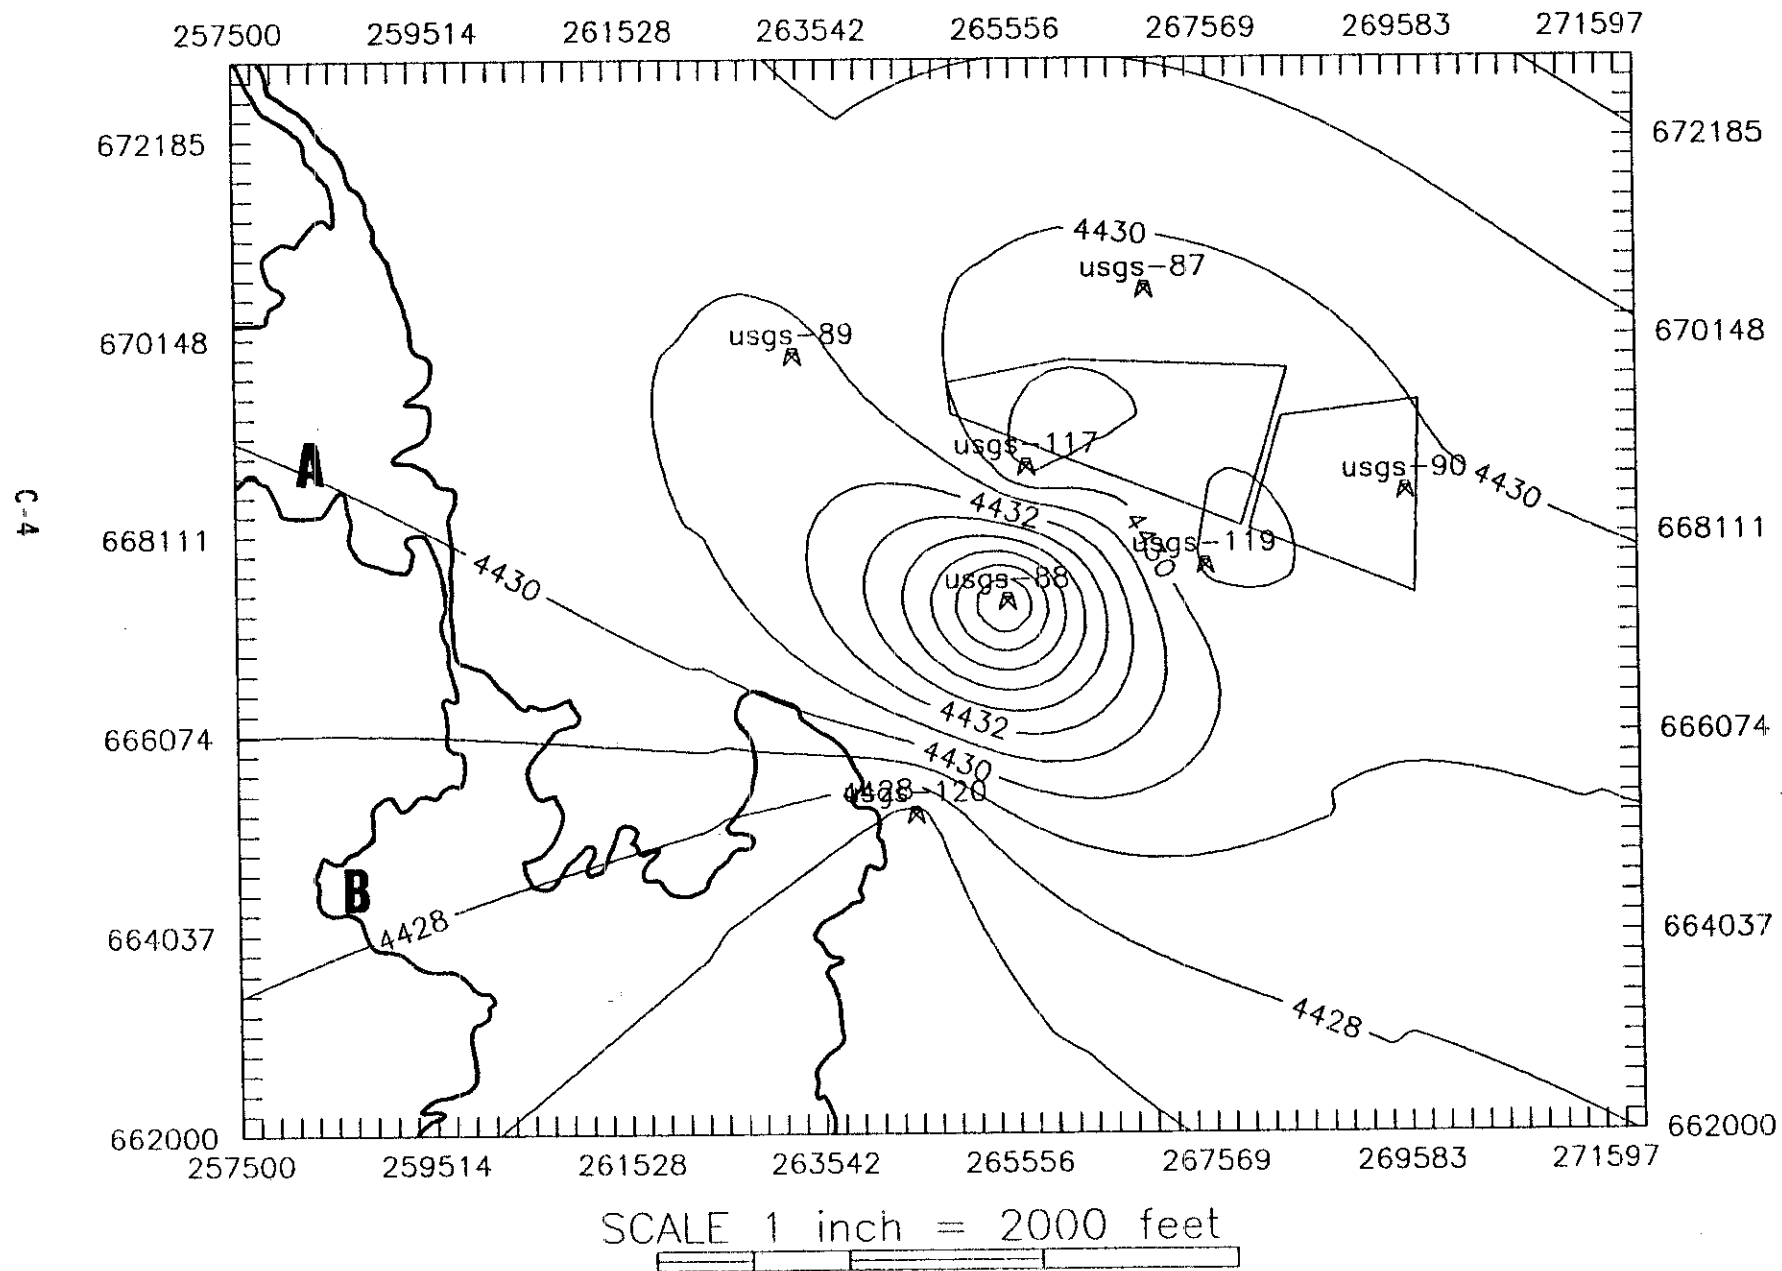 257500 259514 261528 263542 265556 267569 269583 271597
672185 672185
4430
usgs-87
usgs-89
670148 670148
usgs-117
A
usgs-90
4430
4432
C-4
668111 668111
usgs-119
4430
usgs-88
4432
666074 666074
4430
4428
usgs-120
B
4428
664037 664037
4428
662000 662000
257500 259514 261528 263542 265556 267569 269583 271597
SCALE 1 inch = 2000 feet